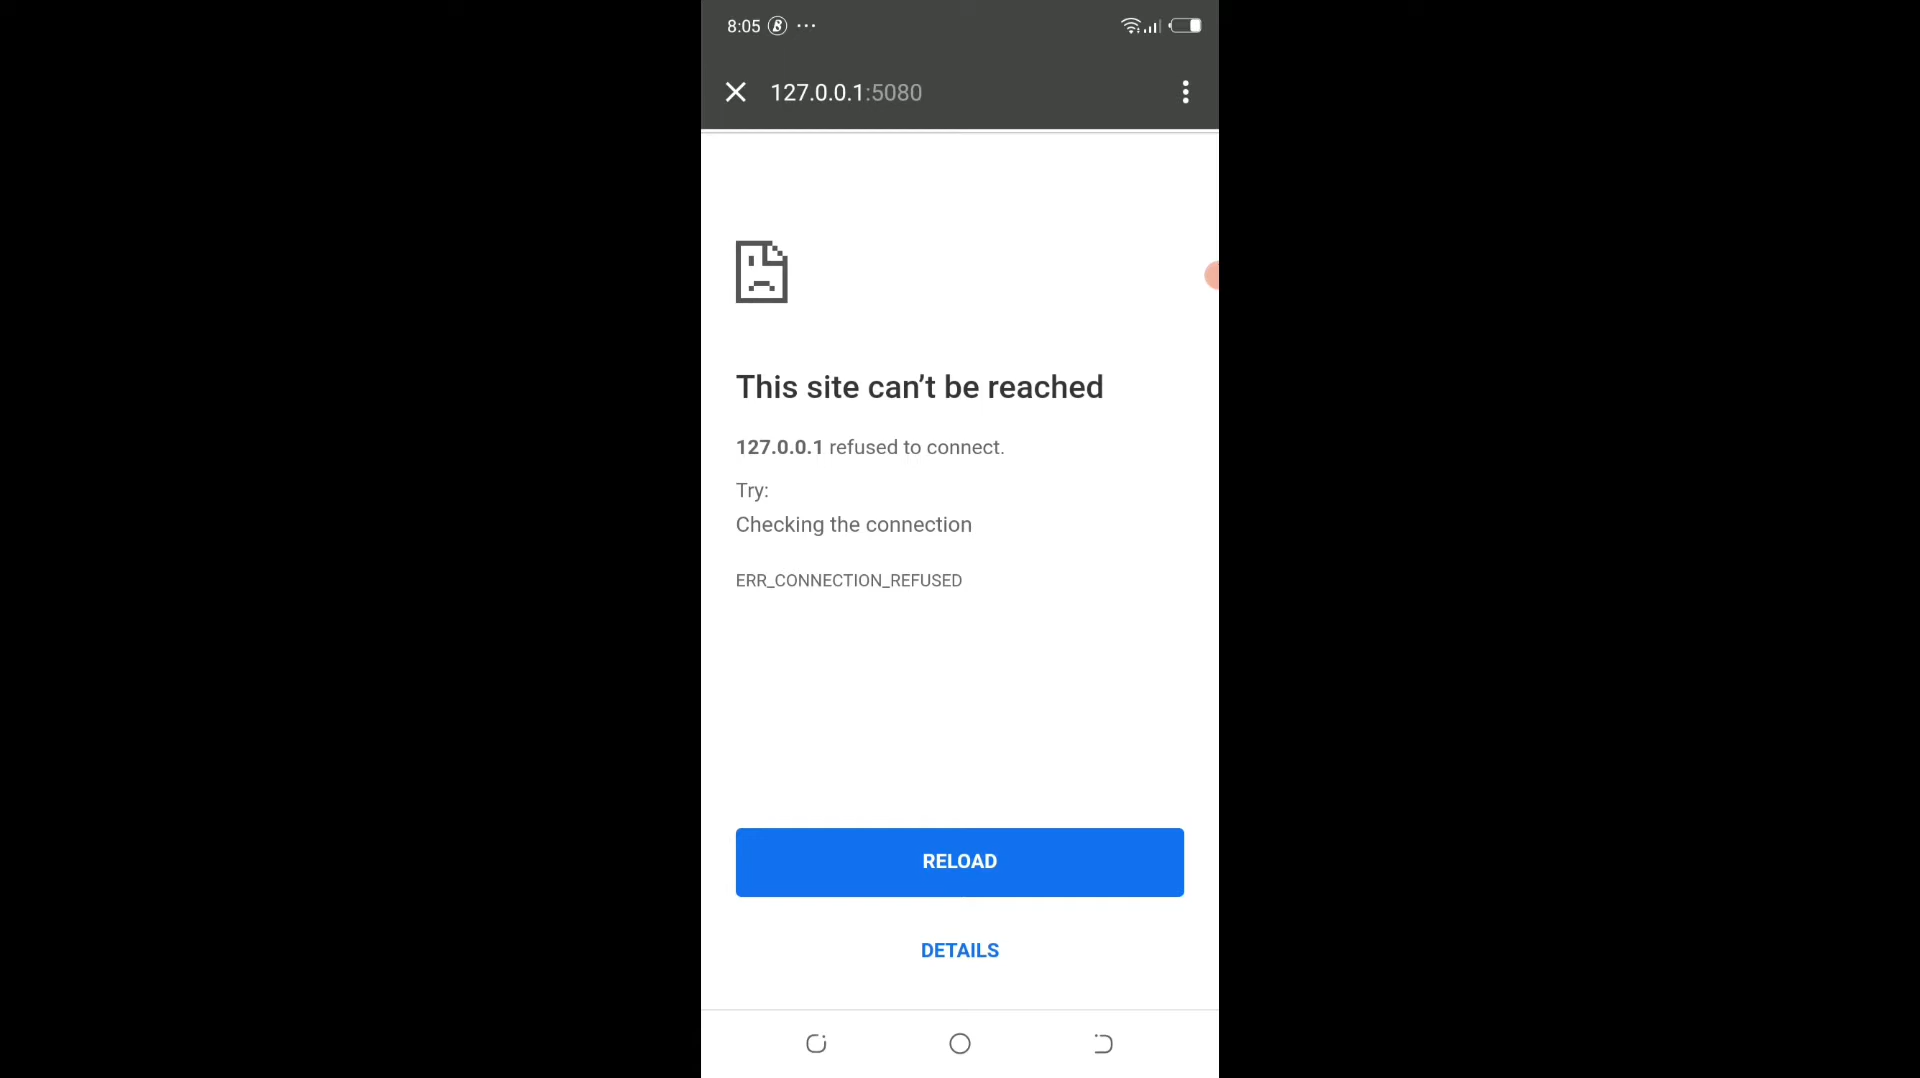 8:05
127.0.0.1:5080
This site can’t be reached
127.0.0.1 refused to connect.
Try:
Checking the connection
ERR_CONNECTION_REFUSED
RELOAD
DETAILS